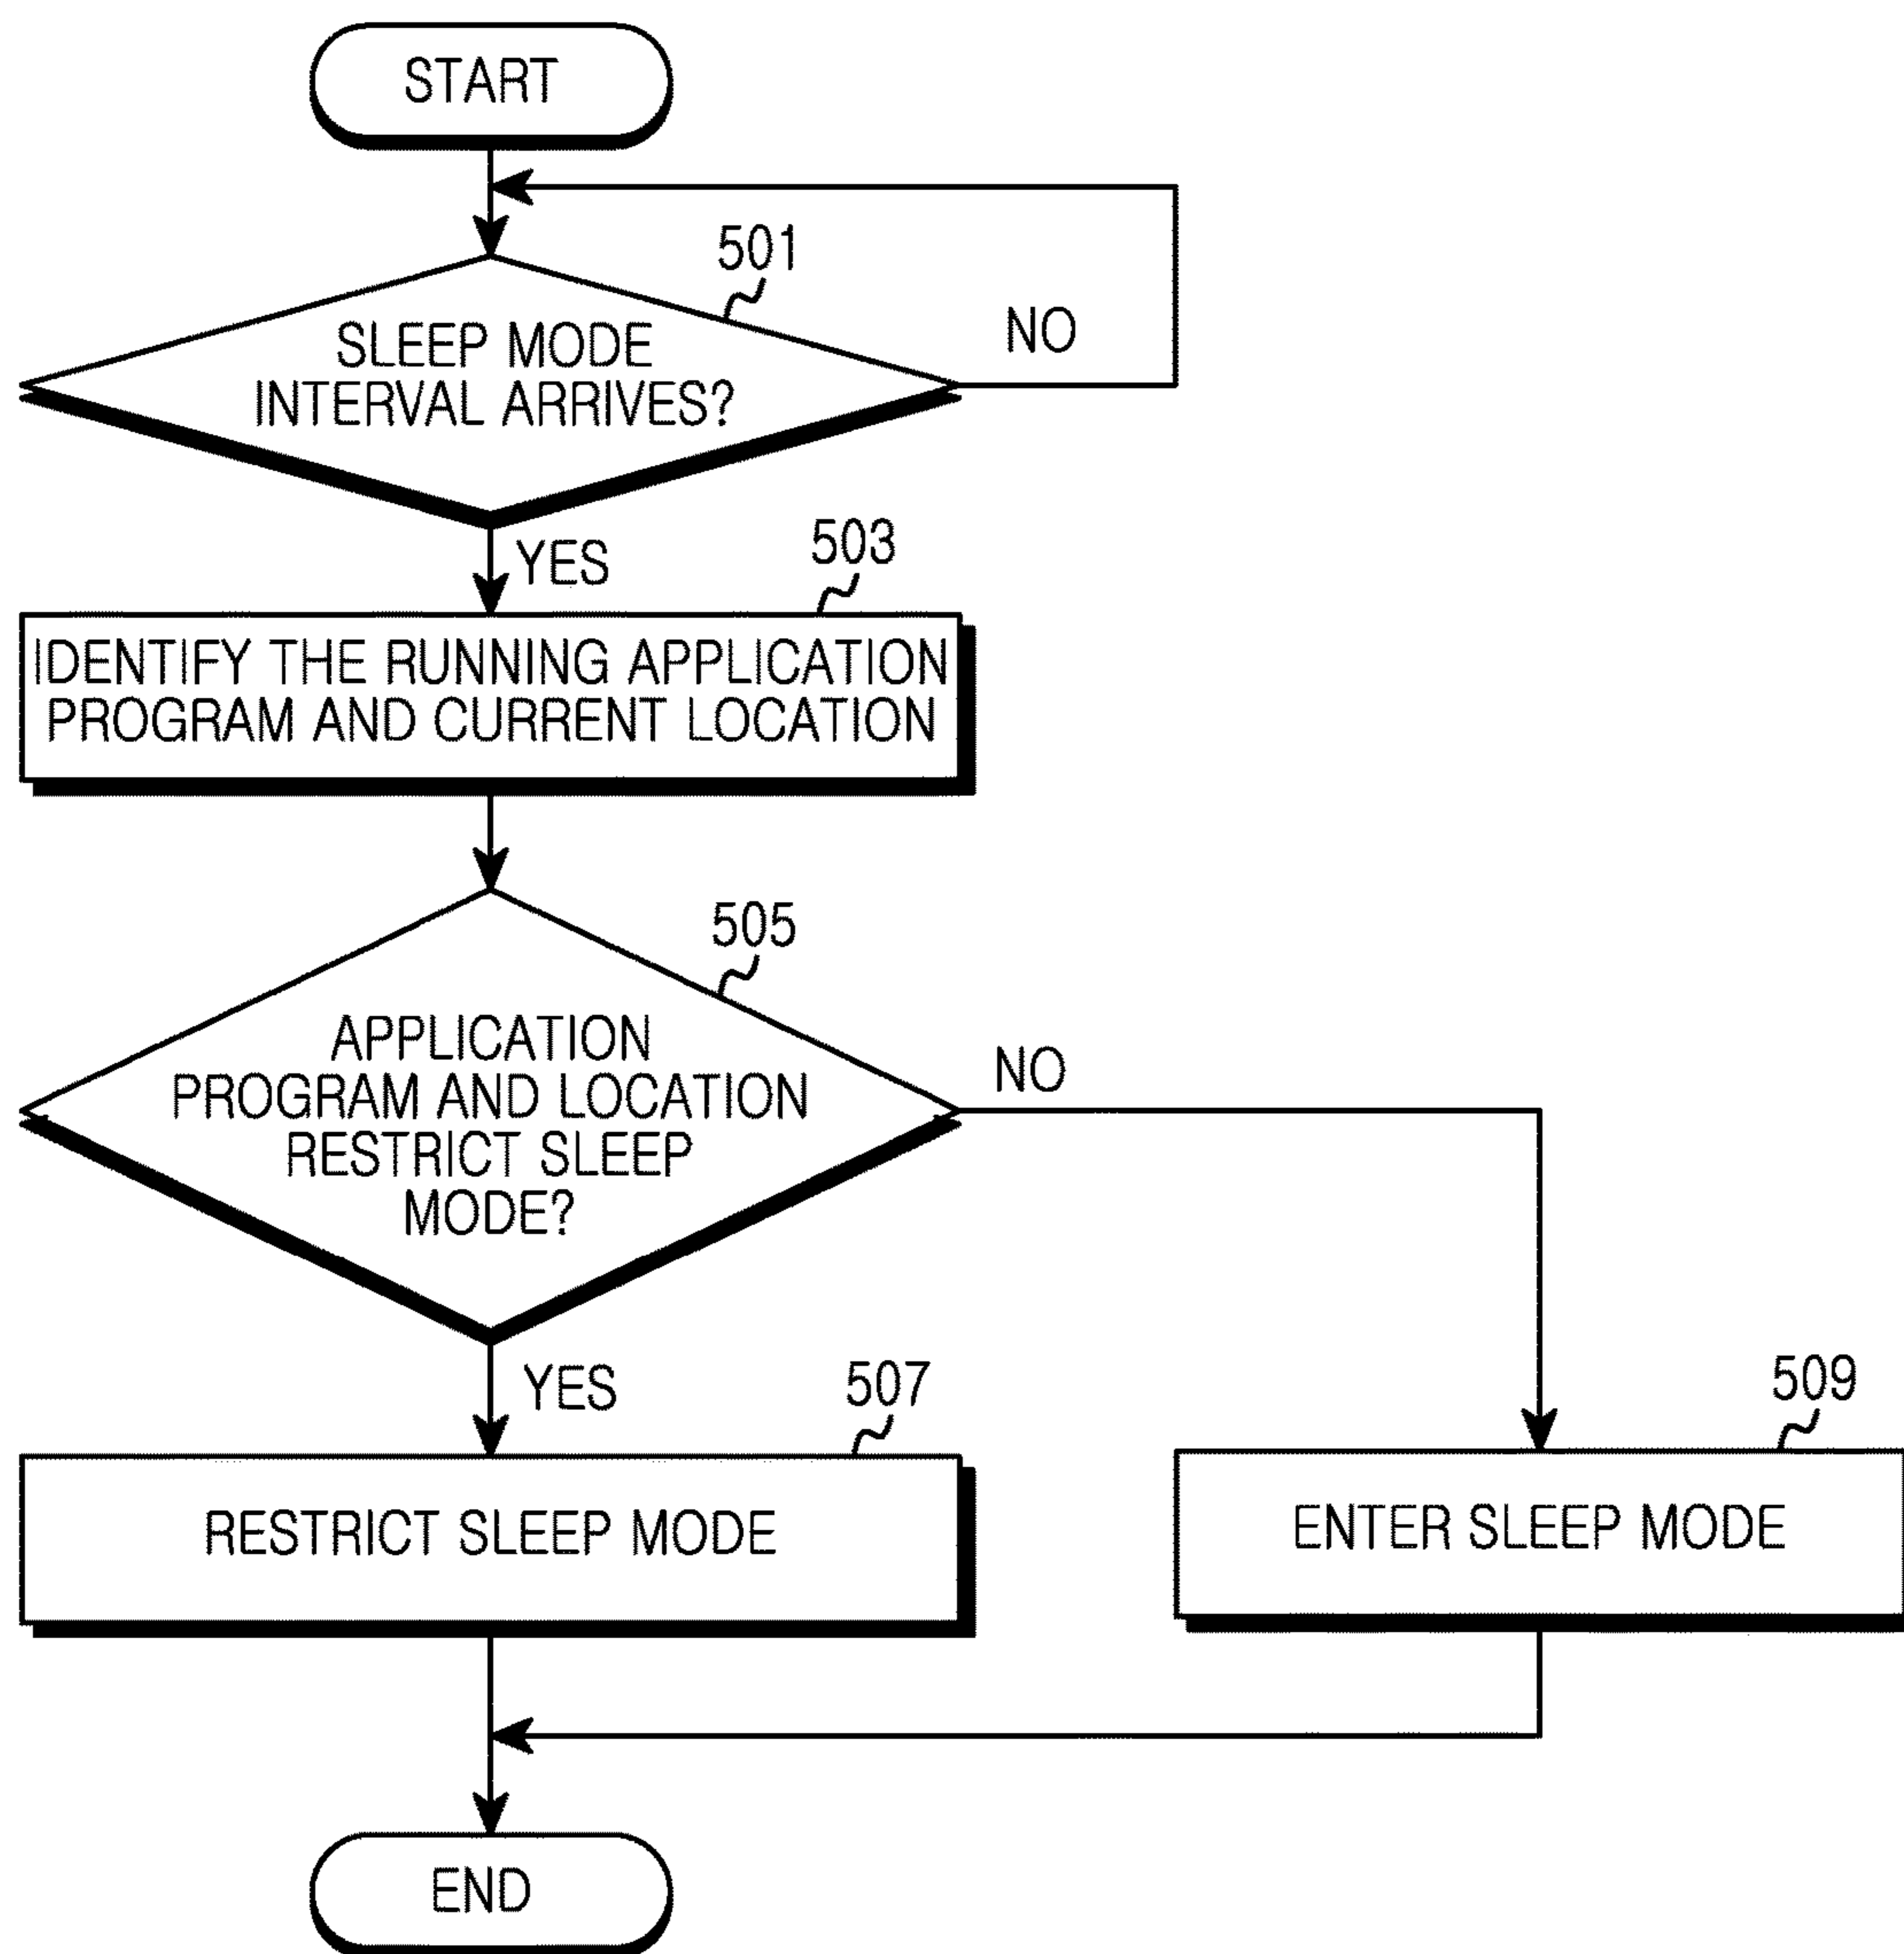 START
501
SLEEP MODE
INTERVAL ARRIVES?
NO
YES
503
IDENTIFY THE RUNNING APPLICATION
PROGRAM AND CURRENT LOCATION
505
APPLICATION
PROGRAM AND LOCATION
RESTRICT SLEEP
MODE?
NO
YES
507
RESTRICT SLEEP MODE
509
ENTER SLEEP MODE
END